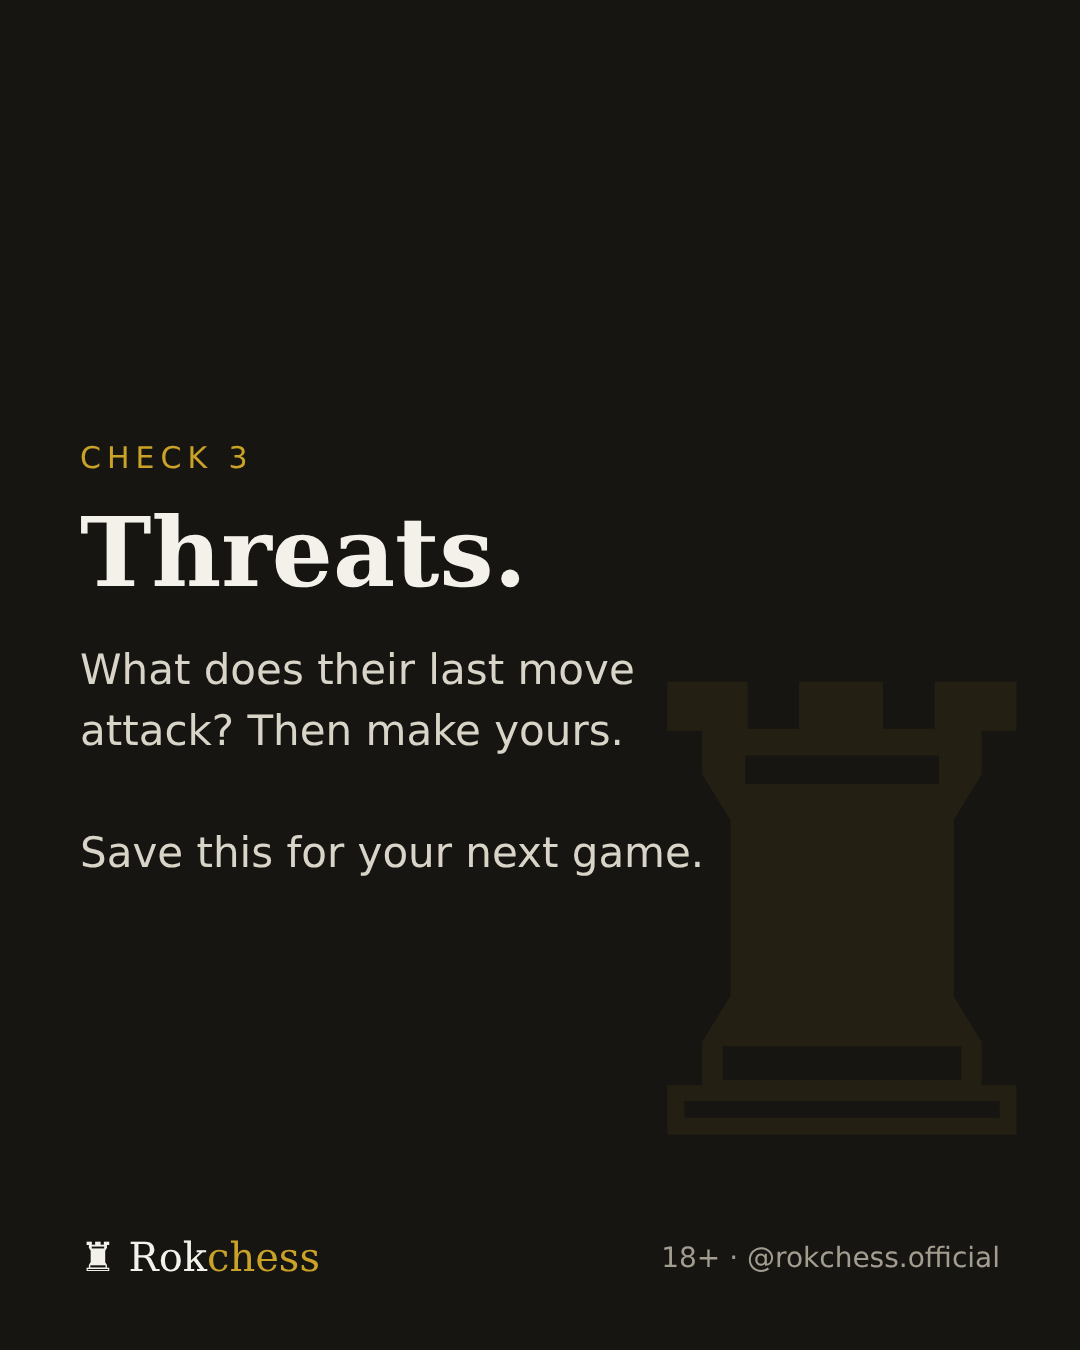 CHECK 3
Threats.
What does their last move
attack? Then make yours.
Save this for your next game.
♜ Rokchess
18+ · @rokchess.official